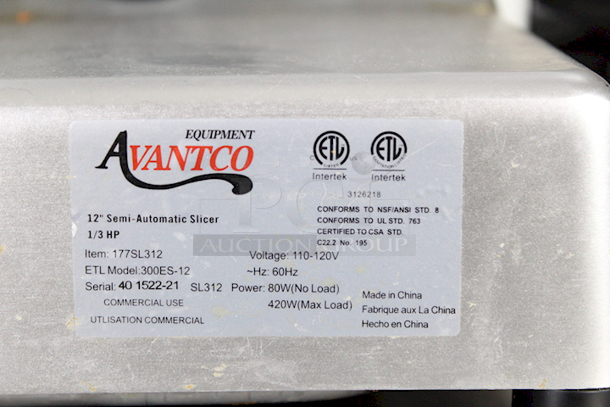 EQUIPMENT
AVANTCO
ETL ETL
Intertek Intertek
3126218
12" Semi-Automatic Slicer
1/3 HP
CONFORMS TO NSF/ANSI STD. 8
CONFORMS TO UL STD. 763
CERTIFIED TO CSA STD.
C22.2 No. 195
Item: 177SL312 Voltage: 110-120V
ETL Model:300ES-12 ~Hz: 60Hz
Serial: 40 1522-21 SL312 Power: 80W(No Load)
COMMERCIAL USE 420W(Max Load)
UTLISATION COMMERCIAL
Made in China
Fabrique aux La China
Hecho en China
AUCTION GROUP